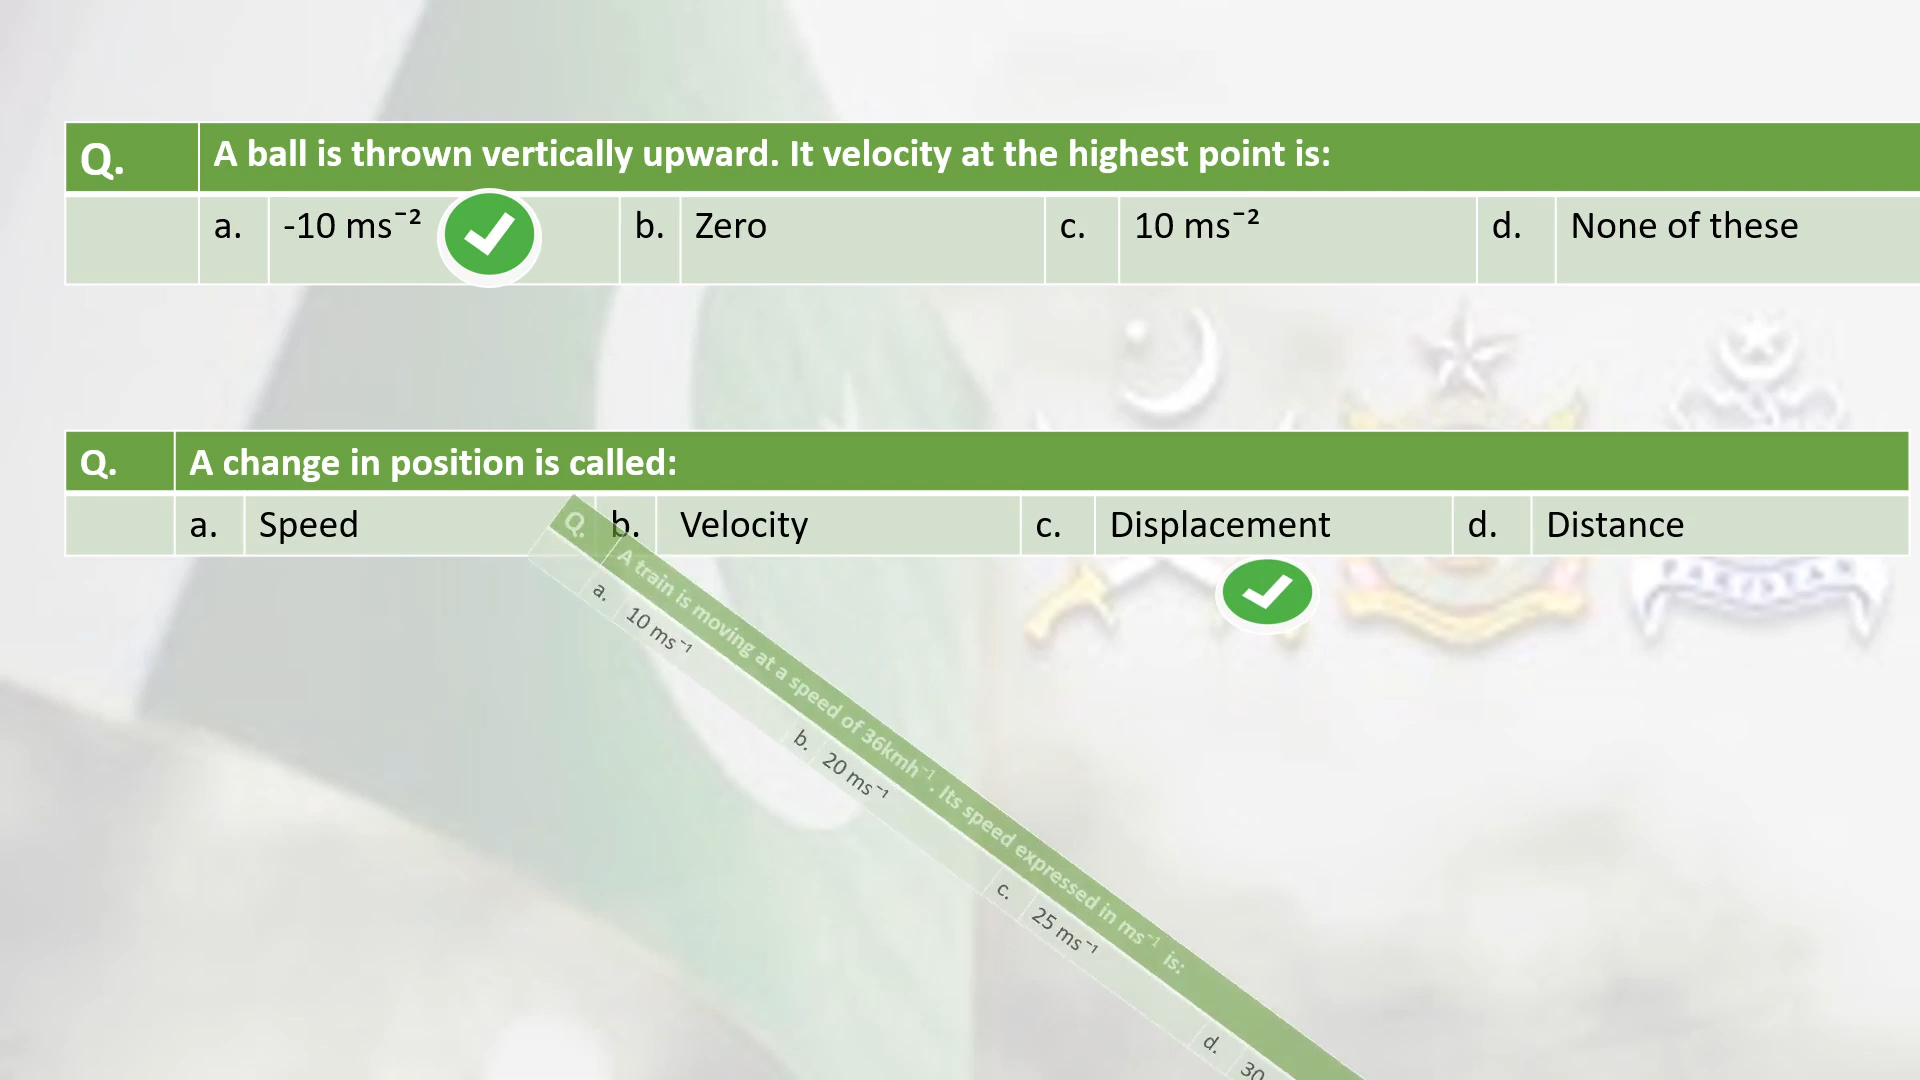 Q. A ball is thrown vertically upward. It velocity at the highest point is:
a. -10 ms⁻² b. Zero c. 10 ms⁻² d. None of these
Q. A change in position is called:
a. Speed b. Velocity c. Displacement d. Distance
Q. A train is moving at a speed of 36kmh⁻¹. Its speed expressed in ms⁻¹ is:
a. 10 ms⁻¹ b. 20 ms⁻¹ c. 25 ms⁻¹ d. 30